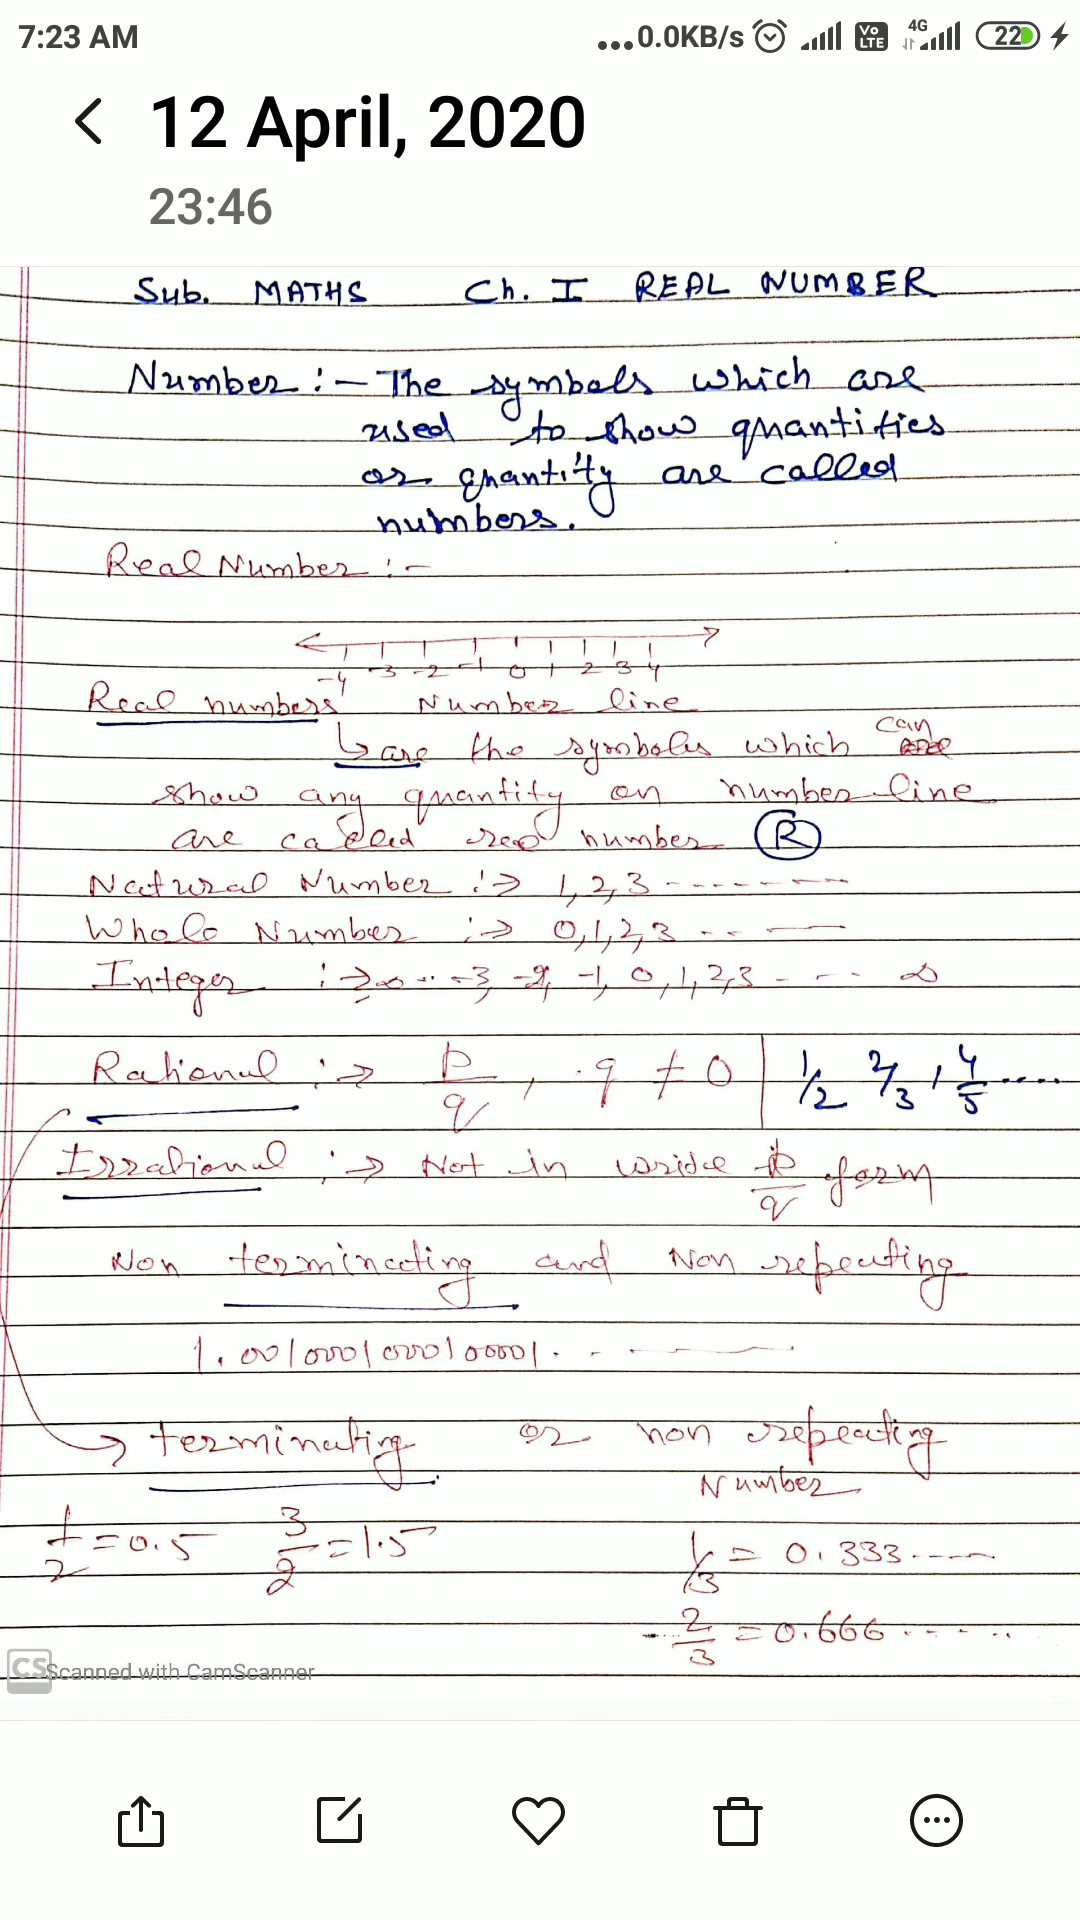 7:23 AM ...0.0KB/s Vo LTE 4G 22
12 April, 2020
23:46
Sub. MATHS Ch. I REAL NUMBER
Number :- The symbols which are
used to show quantities
or quantity are called
numbers.
Real Number :-
-4 -3 -2 -1 0 1 2 3 4
Real numbers Number line
can
↳ are the symbols which
show any quantity on number line
are called real number (R)
Natural Number :→ 1, 2, 3 --------
Whole Number :→ 0, 1, 2, 3 -- —
Integer :→ -∞ ... -3, -2, -1, 0, 1, 2, 3 - -- ... ∞
Rational :→ p/q, q ≠ 0 | 1/2 2/3, 4/5 ....
Irrational :→ Not in write p/q form
Non terminating and Non repeating
1.0010001000100001. - - —
→ terminating or non repeating
Number
1/2 = 0.5 3/2 = 1.5 1/3 = 0.333.----
2/3 = 0.666 ......
CS Scanned with CamScanner